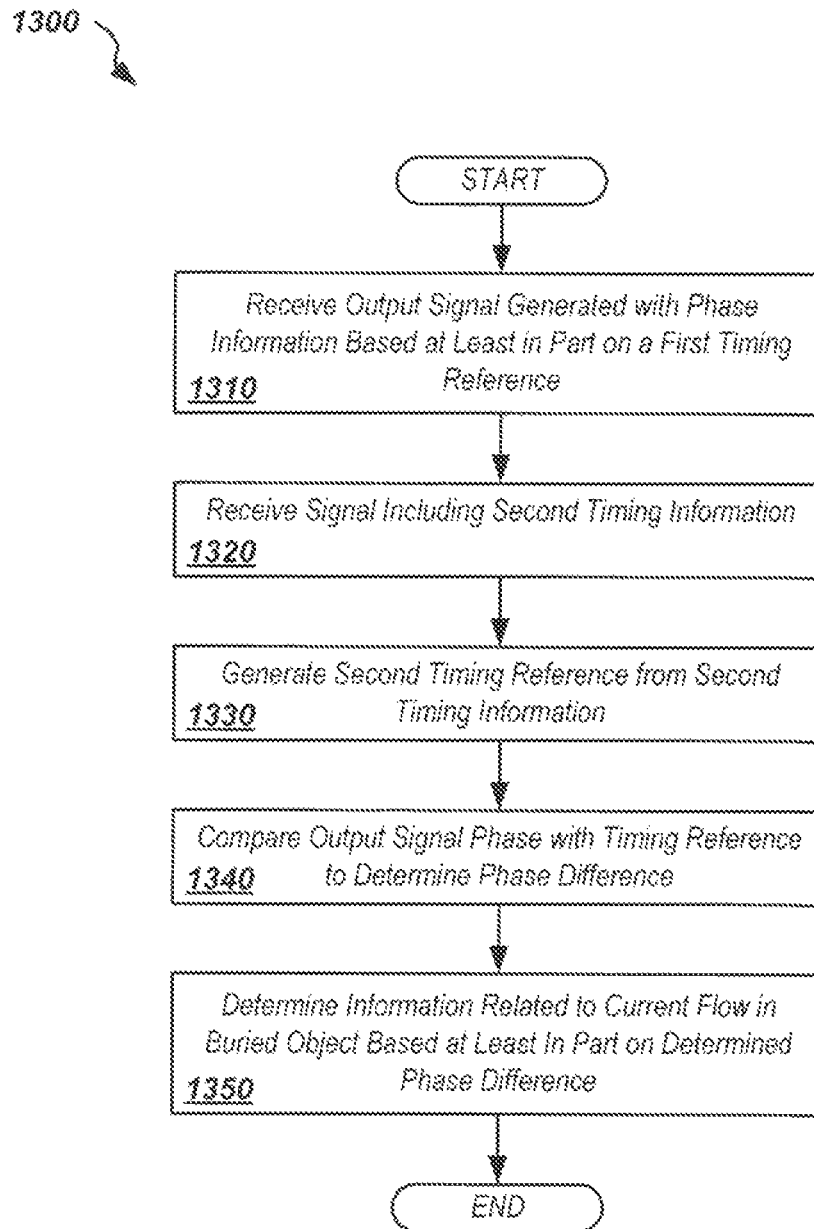 1300
START
Receive Output Signal Generated with Phase
Information Based at Least in Part on a First Timing
Reference
1310
Receive Signal Including Second Timing Information
1320
Generate Second Timing Reference from Second
Timing Information
1330
Compare Output Signal Phase with Timing Reference
to Determine Phase Difference
1340
Determine Information Related to Current Flow in
Buried Object Based at Least In Part on Determined
Phase Difference
1350
END